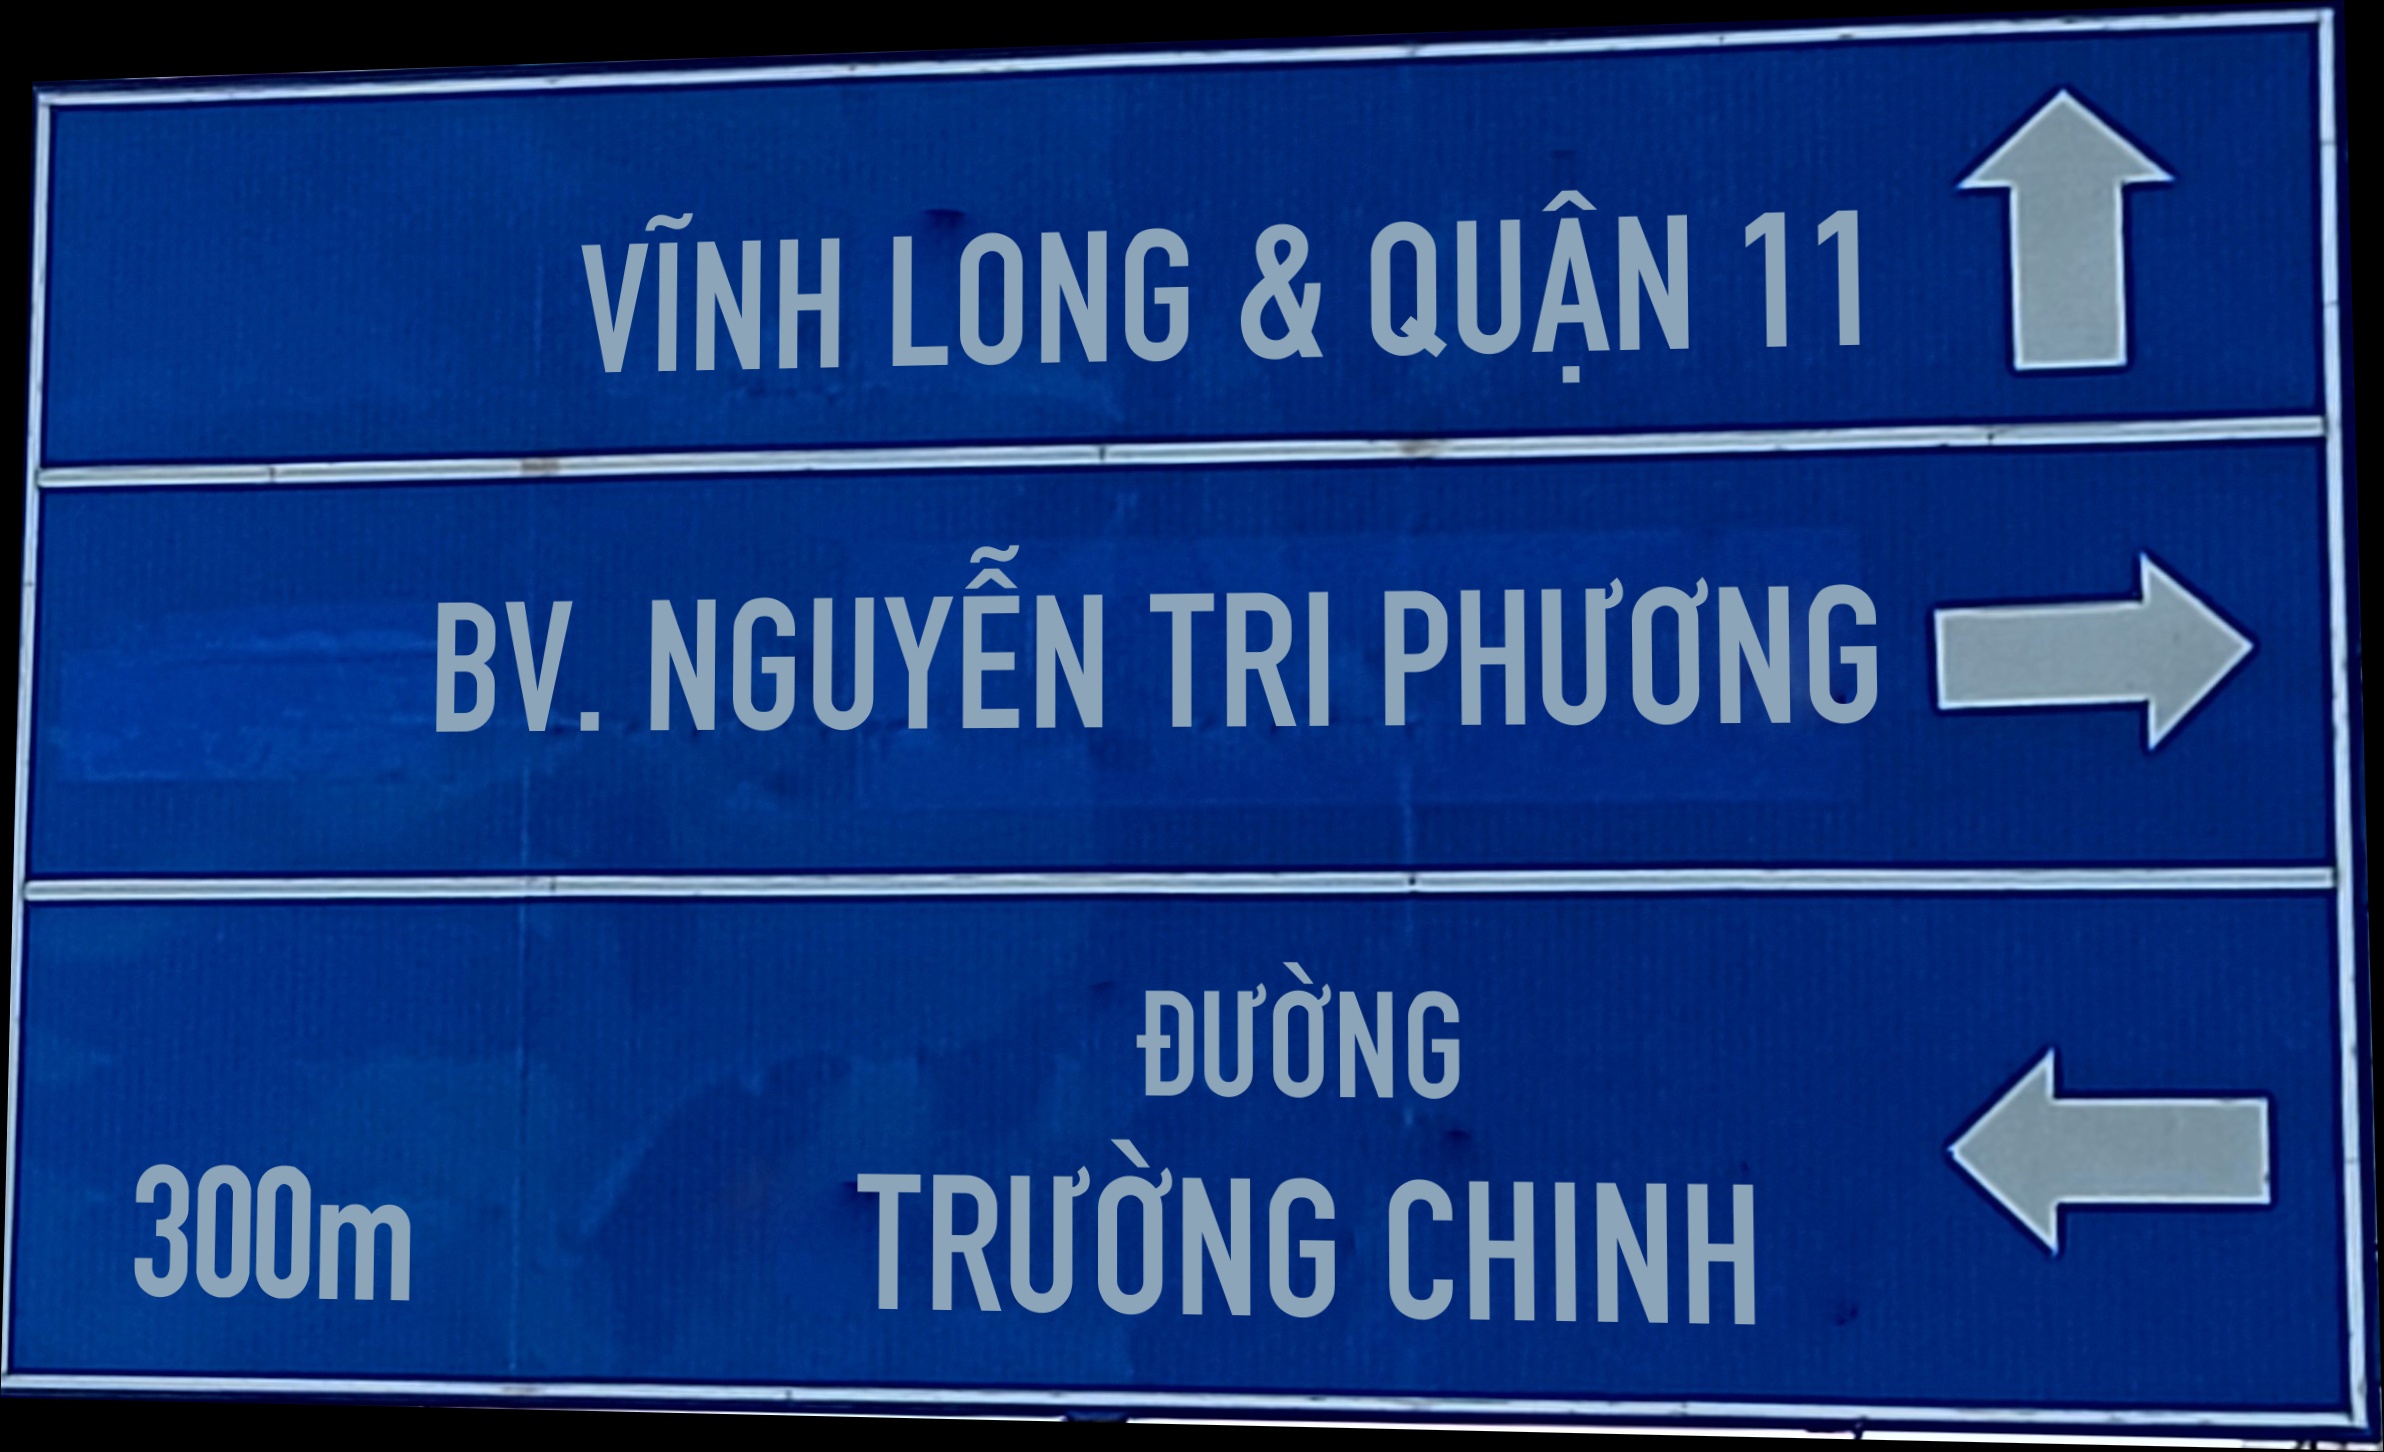 VĨNH LONG & QUẬN 11
BV. NGUYỄN TRI PHƯƠNG
ĐƯỜNG
TRƯỜNG CHINH
300m